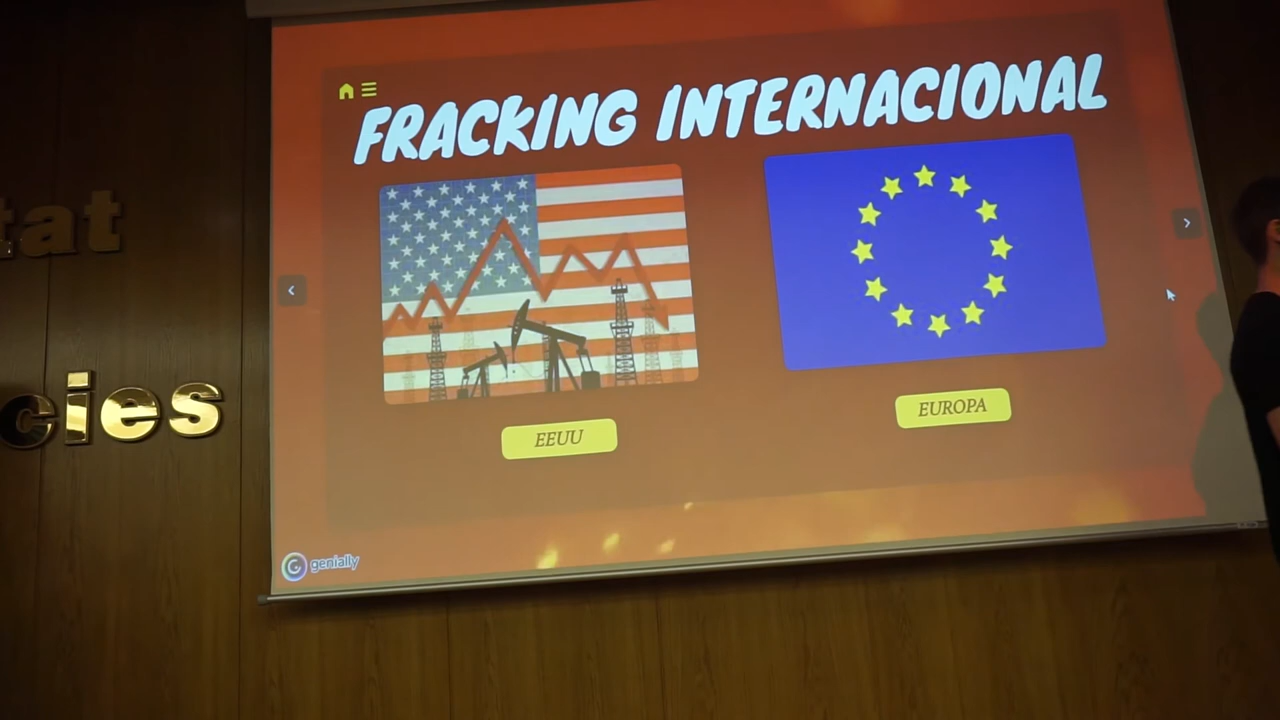 FRACKING INTERNACIONAL
EEUU
EUROPA
genially
tat
cies